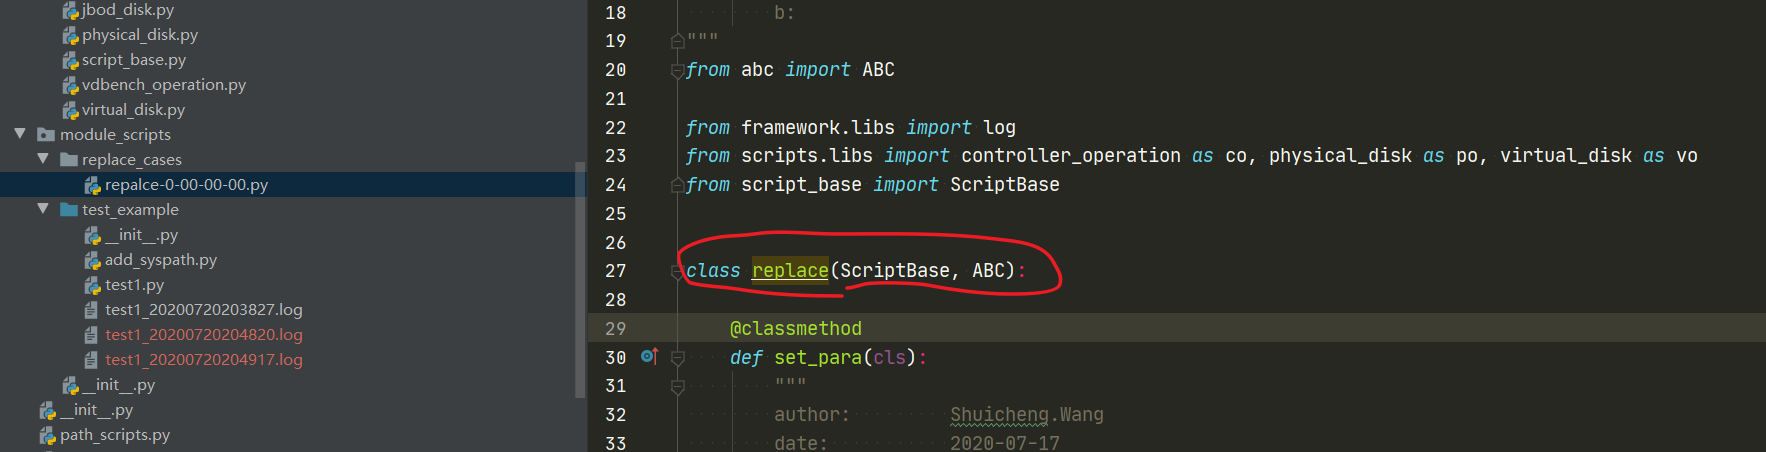 jbod_disk.py
physical_disk.py
script_base.py
vdbench_operation.py
virtual_disk.py
module_scripts
replace_cases
repalce-0-00-00-00.py
test_example
__init__.py
add_syspath.py
test1.py
test1_20200720203827.log
test1_20200720204820.log
test1_20200720204917.log
__init__.py
__init__.py
path_scripts.py
18 b:
19 """
20 from abc import ABC
21
22 from framework.libs import log
23 from scripts.libs import controller_operation as co, physical_disk as po, virtual_disk as vo
24 from script_base import ScriptBase
25
26
27 class replace(ScriptBase, ABC):
28
29 @classmethod
30 def set_para(cls):
31 """
32 author: Shuicheng.Wang
33 date: 2020-07-17